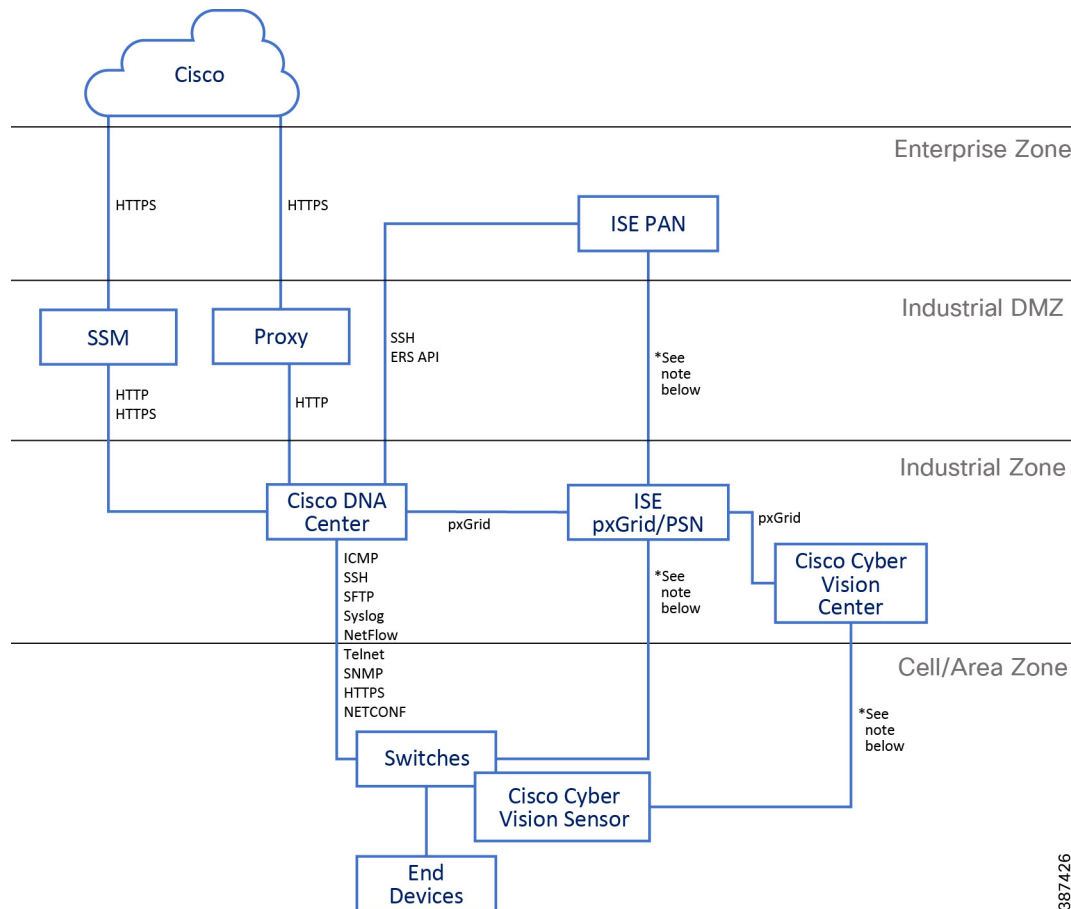 Cisco
Enterprise Zone
HTTPS
HTTPS
ISE PAN
Industrial DMZ
SSM
Proxy
SSH
ERS API
*See
note
below
HTTP
HTTPS
HTTP
Industrial Zone
Cisco DNA
Center
pxGrid
ISE
pxGrid/PSN
pxGrid
Cisco Cyber
Vision
Center
ICMP
SSH
SFTP
Syslog
NetFlow
Telnet
SNMP
HTTPS
NETCONF
*See
note
below
Cell/Area Zone
*See
note
below
Switches
Cisco Cyber
Vision Sensor
End
Devices
387426